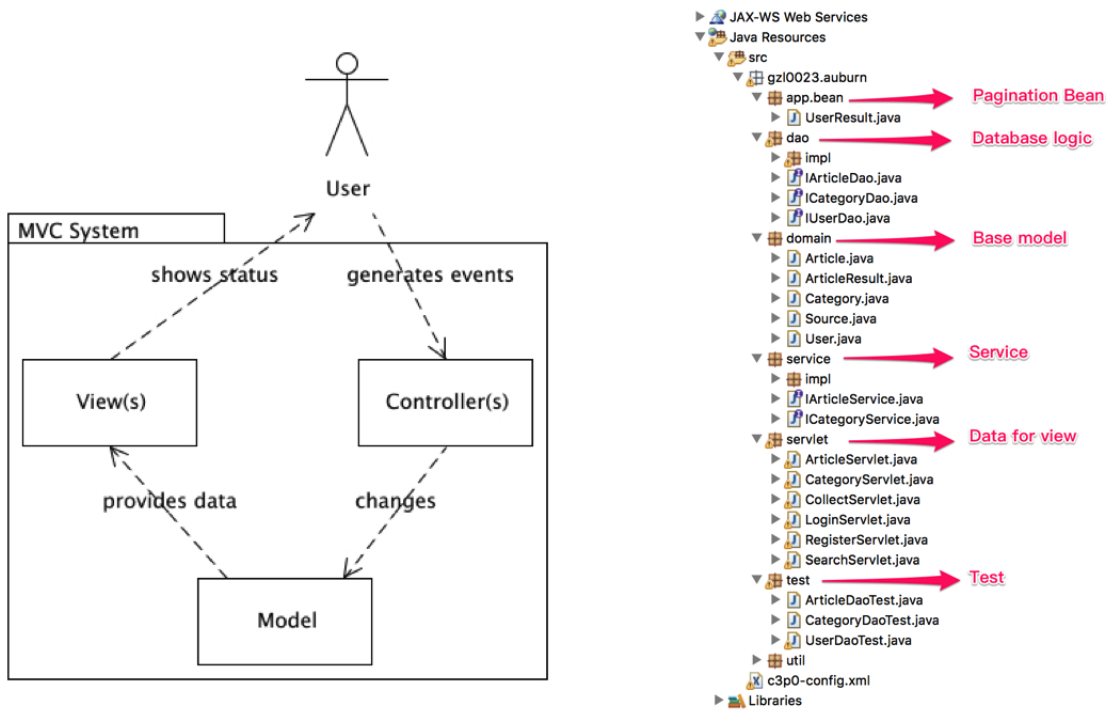 User
MVC System
shows status
generates events
View(s)
Controller(s)
provides data
changes
Model
JAX-WS Web Services
Java Resources
src
gzl0023.auburn
app.bean
Pagination Bean
UserResult.java
dao
Database logic
impl
IArticleDao.java
ICategoryDao.java
IUserDao.java
domain
Base model
Article.java
ArticleResult.java
Category.java
Source.java
User.java
service
Service
impl
IArticleService.java
ICategoryService.java
servlet
Data for view
ArticleServlet.java
CategoryServlet.java
CollectServlet.java
LoginServlet.java
RegisterServlet.java
SearchServlet.java
test
Test
ArticleDaoTest.java
CategoryDaoTest.java
UserDaoTest.java
util
c3p0-config.xml
Libraries